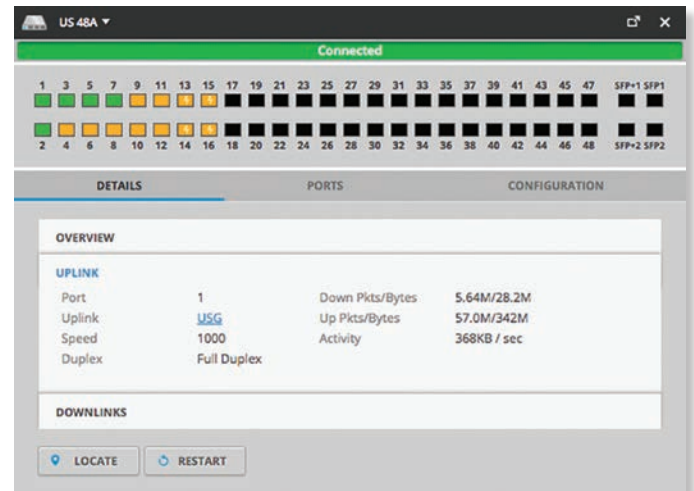 US 48A
Connected
1 3 5 7 9 11 13 15 17 19 21 23 25 27 29 31 33 35 37 39 41 43 45 47 SFP+1 SFP1
2 4 6 8 10 12 14 16 18 20 22 24 26 28 30 32 34 36 38 40 42 44 46 48 SFP+2 SFP2
DETAILS PORTS CONFIGURATION
OVERVIEW
UPLINK
Port 1 Down Pkts/Bytes 5.64M/28.2M
Uplink USG Up Pkts/Bytes 57.0M/342M
Speed 1000 Activity 368KB / sec
Duplex Full Duplex
DOWNLINKS
LOCATE RESTART